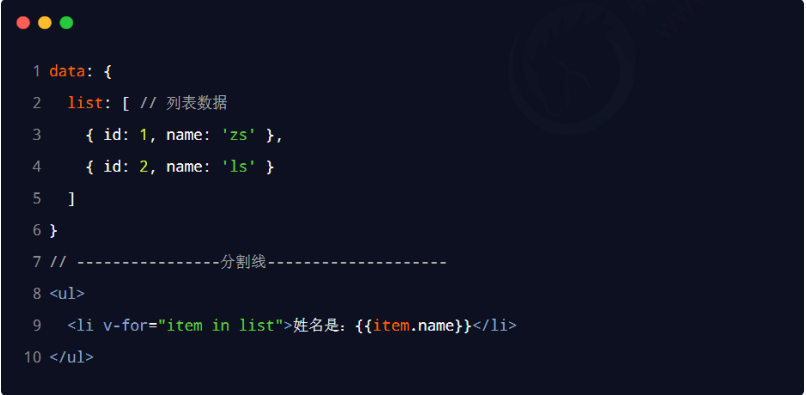 1 data: {
2 list: [ // 列表数据
3 { id: 1, name: 'zs' },
4 { id: 2, name: 'ls' }
5 ]
6 }
7 // ----------------分割线--------------------
8 <ul>
9 <li v-for="item in list">姓名是：{{item.name}}</li>
10 </ul>